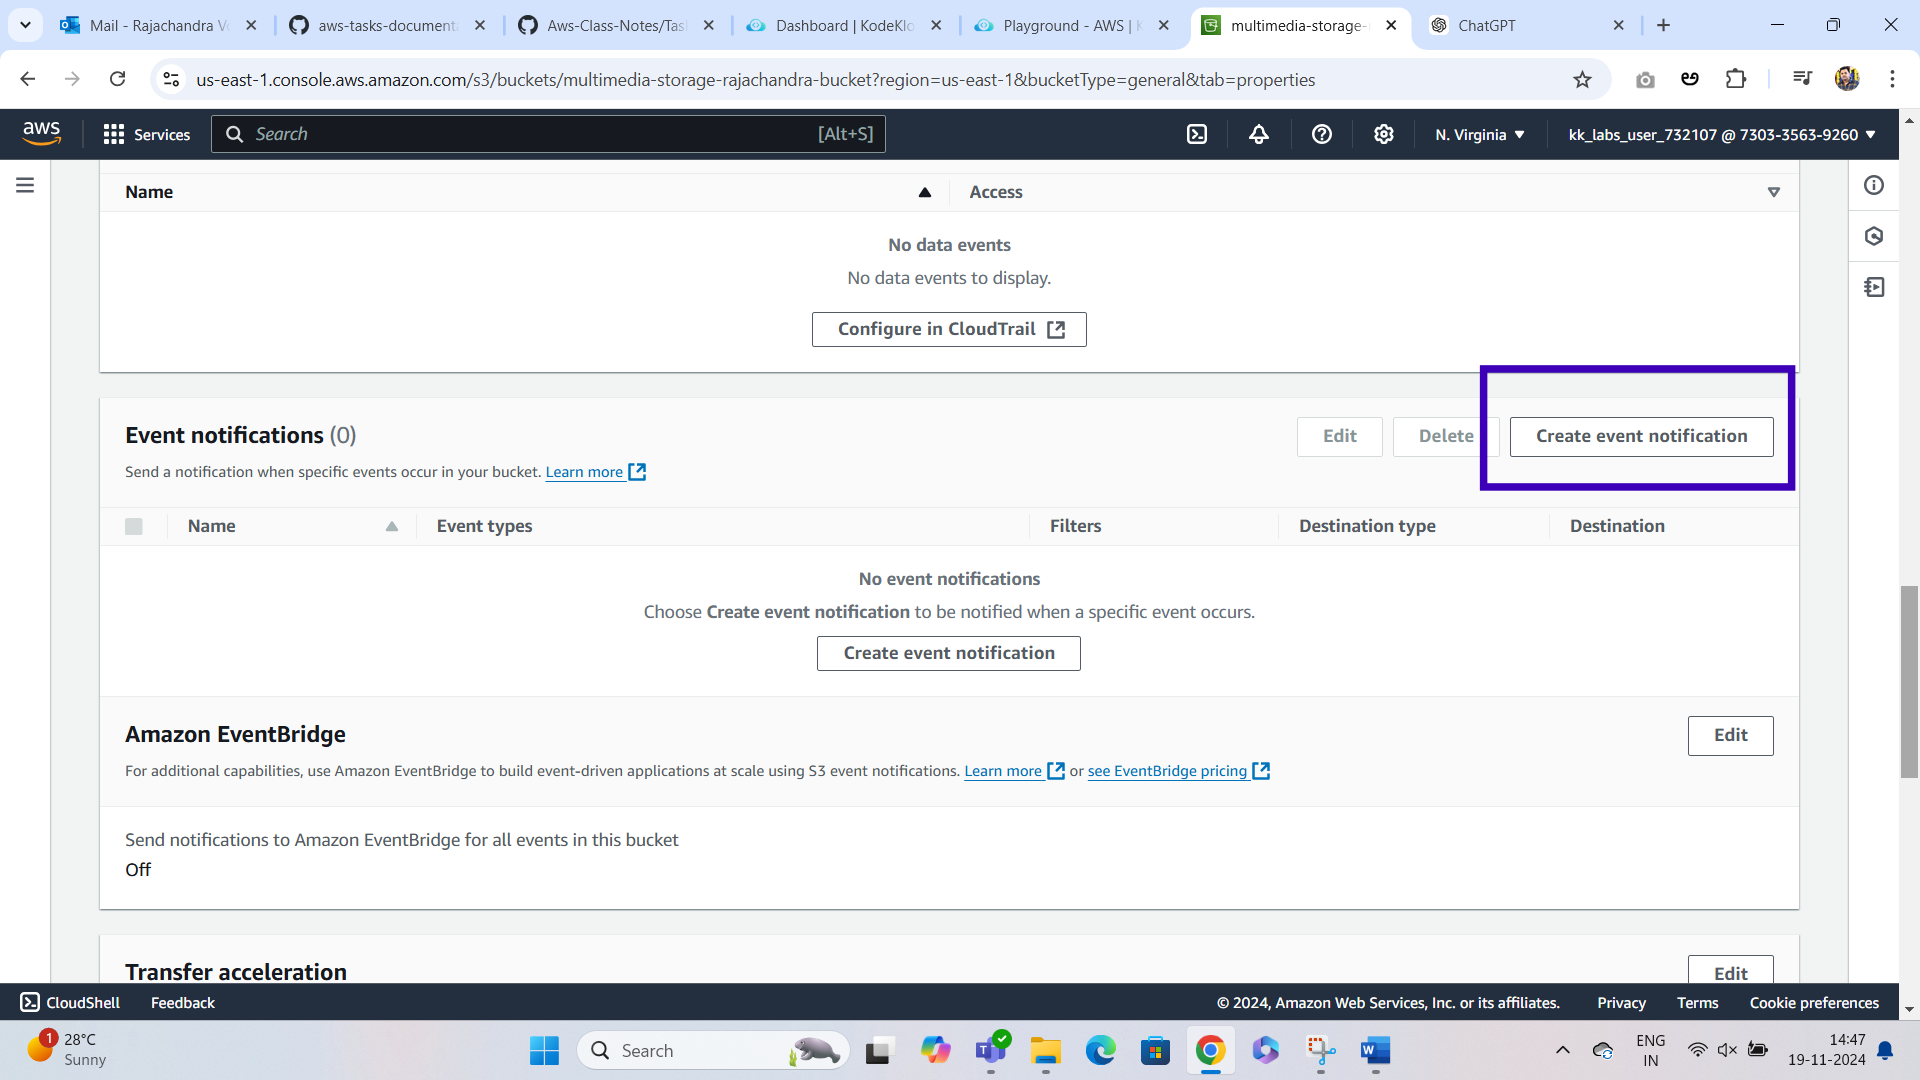 Mail - Rajachandra V
aws-tasks-document
Aws-Class-Notes/Tas
Dashboard | KodeKlo
Playground - AWS | K
multimedia-storage-
ChatGPT
us-east-1.console.aws.amazon.com/s3/buckets/multimedia-storage-rajachandra-bucket?region=us-east-1&bucketType=general&tab=properties
aws
Services
Search
[Alt+S]
N. Virginia
kk_labs_user_732107 @ 7303-3563-9260
Name
Access
No data events
No data events to display.
Configure in CloudTrail
Event notifications (0)
Edit
Delete
Create event notification
Send a notification when specific events occur in your bucket. Learn more
Name
Event types
Filters
Destination type
Destination
No event notifications
Choose Create event notification to be notified when a specific event occurs.
Create event notification
Amazon EventBridge
Edit
For additional capabilities, use Amazon EventBridge to build event-driven applications at scale using S3 event notifications. Learn more or see EventBridge pricing
Send notifications to Amazon EventBridge for all events in this bucket
Off
Transfer acceleration
Edit
CloudShell
Feedback
© 2024, Amazon Web Services, Inc. or its affiliates.
Privacy
Terms
Cookie preferences
1
28°C
Sunny
Search
ENG
IN
14:47
19-11-2024